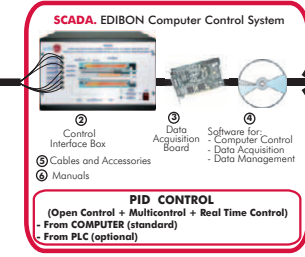 SCADA. EDIBON Computer Control System
② Control Interface Box
③ Data Acquisition Board
④ Software for:
- Computer Control
- Data Acquisition
- Data Management
⑤ Cables and Accessories
⑥ Manuals
PID CONTROL
(Open Control + Multicontrol + Real Time Control)
- From COMPUTER (standard)
- From PLC (optional)